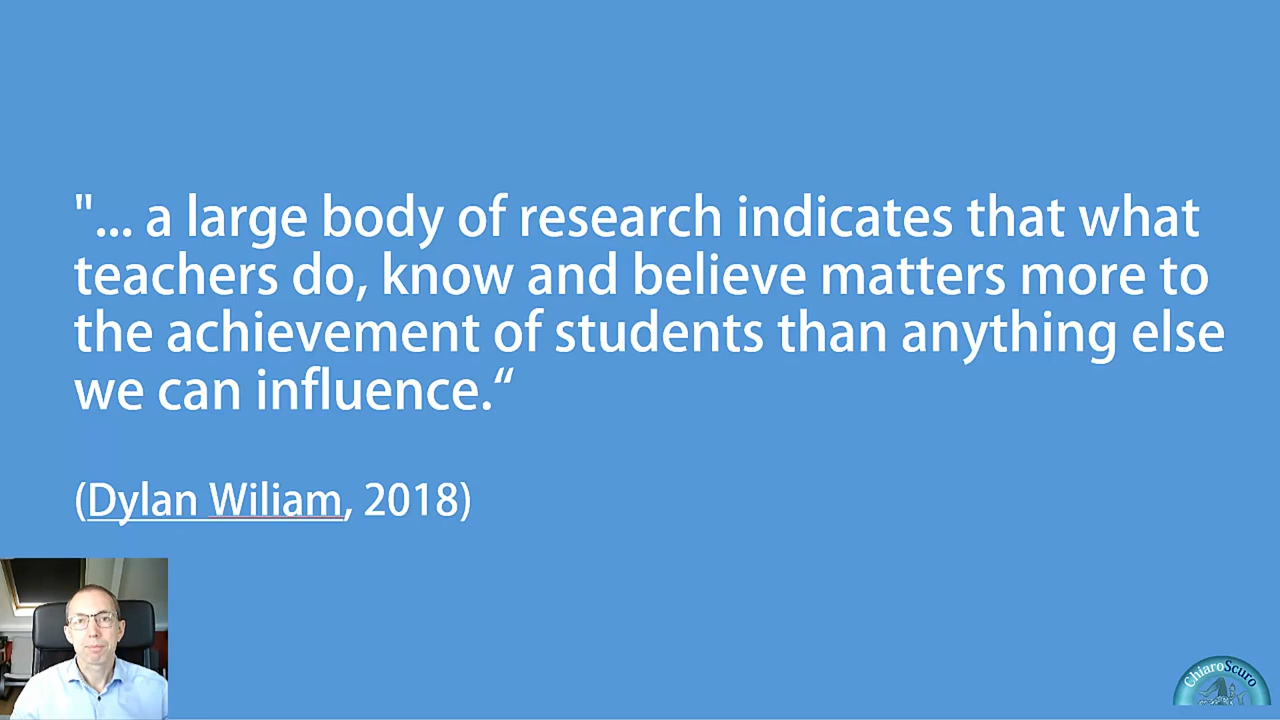 "... a large body of research indicates that what
teachers do, know and believe matters more to
the achievement of students than anything else
we can influence.“
(Dylan Wiliam, 2018)
ChiaroScuro